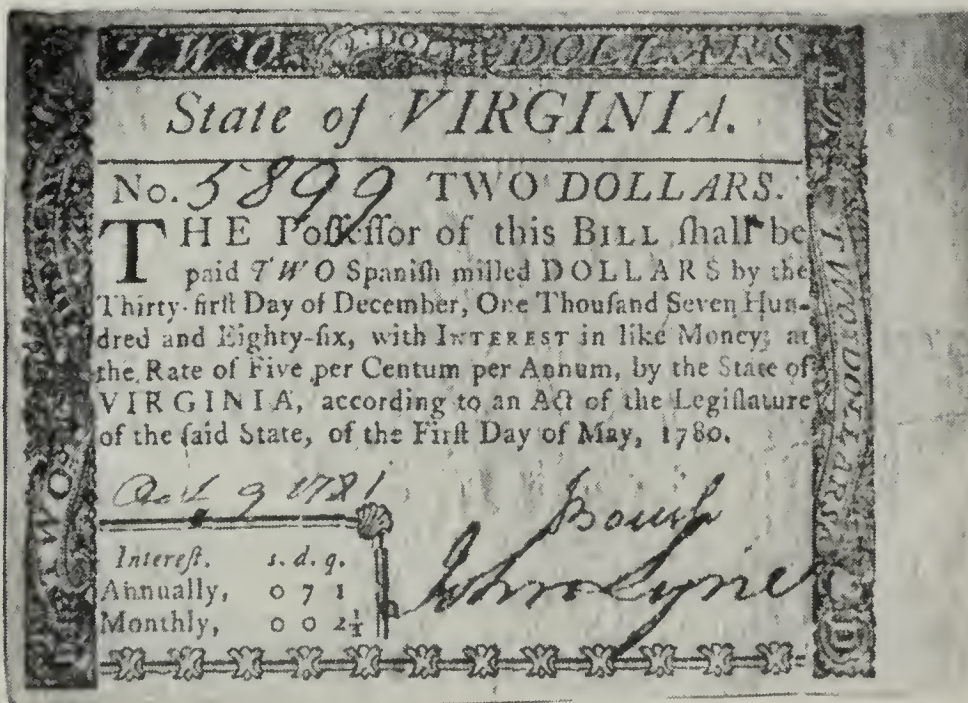 TWO DOLLARS
State of VIRGINIA.
No. 5899 TWO DOLLARS.
THE Poſſeſſor of this BILL ſhall be
paid TWO Spaniſh milled DOLLARS by the
Thirty-firſt Day of December, One Thouſand Seven Hun-
dred and Eighty-ſix, with INTEREST in like Money; at
the Rate of Five per Centum per Annum, by the State of
VIRGINIA, according to an Act of the Legiſlature
of the ſaid State, of the Firſt Day of May, 1780.
9 1781
John Lyne
Intereſt. s. d. q.
Annually, 0 7 1
Monthly, 0 0 2½
TWO DOLLARS